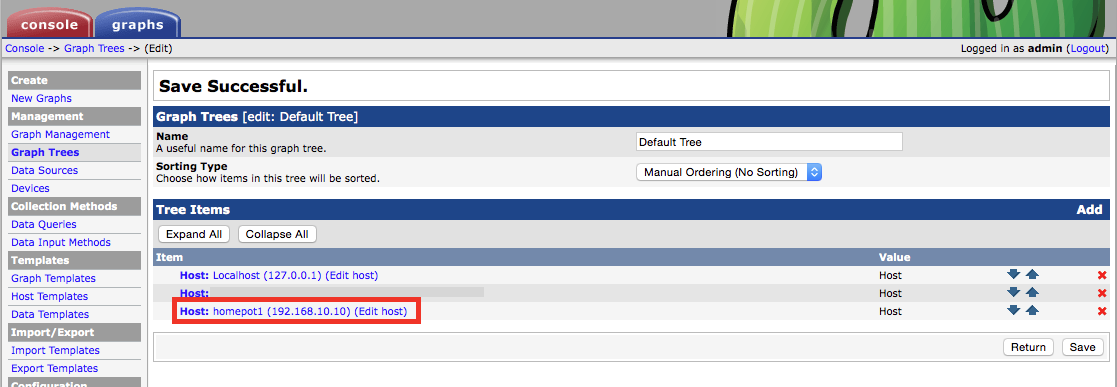 console graphs
Console -> Graph Trees -> (Edit) Logged in as admin (Logout)
Create
New Graphs
Management
Graph Management
Graph Trees
Data Sources
Devices
Collection Methods
Data Queries
Data Input Methods
Templates
Graph Templates
Host Templates
Data Templates
Import/Export
Import Templates
Export Templates
Configuration
Save Successful.
Graph Trees [edit: Default Tree]
Name
A useful name for this graph tree.
Default Tree
Sorting Type
Choose how items in this tree will be sorted.
Manual Ordering (No Sorting)
Tree Items Add
Expand All Collapse All
Item Value
Host: Localhost (127.0.0.1) (Edit host) Host
Host: Host
Host: homepot1 (192.168.10.10) (Edit host) Host
Return Save